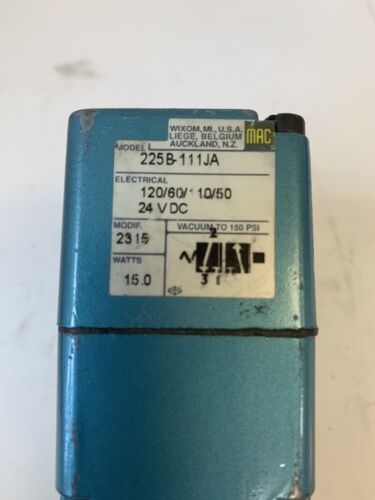 WIXOM, MI, U.S.A.
LIEGE, BELGIUM
AUCKLAND, N.Z.
MAC
MODEL
225B-111JA
ELECTRICAL
120/60/110/50
24 VDC
MODIF.
VACUUM TO 150 PSI
2315
2
WATTS
15.0
3 1